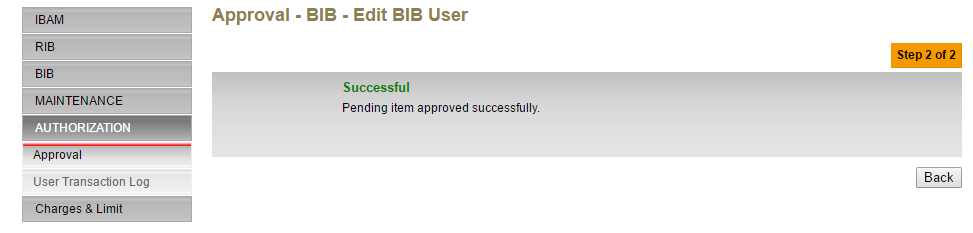 IBAM
RIB
BIB
MAINTENANCE
AUTHORIZATION
Approval
User Transaction Log
Charges & Limit
Approval - BIB - Edit BIB User
Step 2 of 2
Successful
Pending item approved successfully.
Back